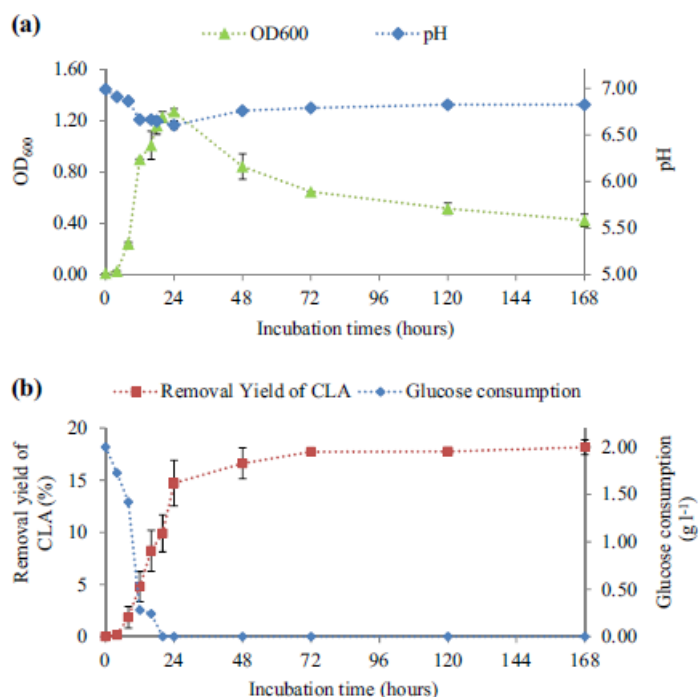 (a)
OD600 pH
1.60 7.00
1.20 6.50
0.80 6.00
0.40 5.50
0.00 5.00
OD600
pH
0 24 48 72 96 120 144 168
Incubation times (hours)
(b)
Removal Yield of CLA Glucose consumption
20 2.00
15 1.50
10 1.00
5 0.50
0 0.00
Removal yield of
CLA (%)
Glucose consumption
(g l-1)
0 24 48 72 96 120 144 168
Incubation time (hours)